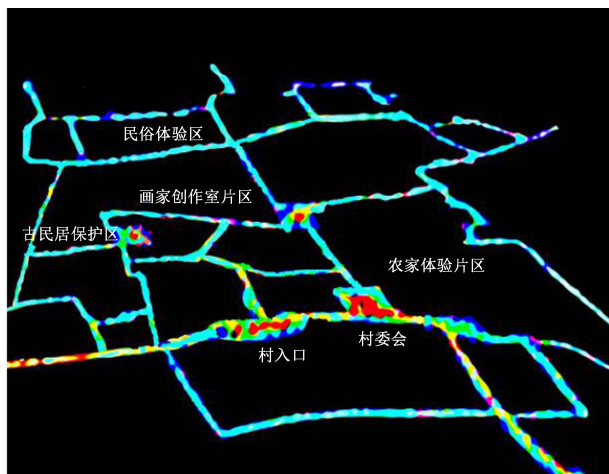 民俗体验区
画家创作室片区
古民居保护区
农家体验片区
村入口
村委会